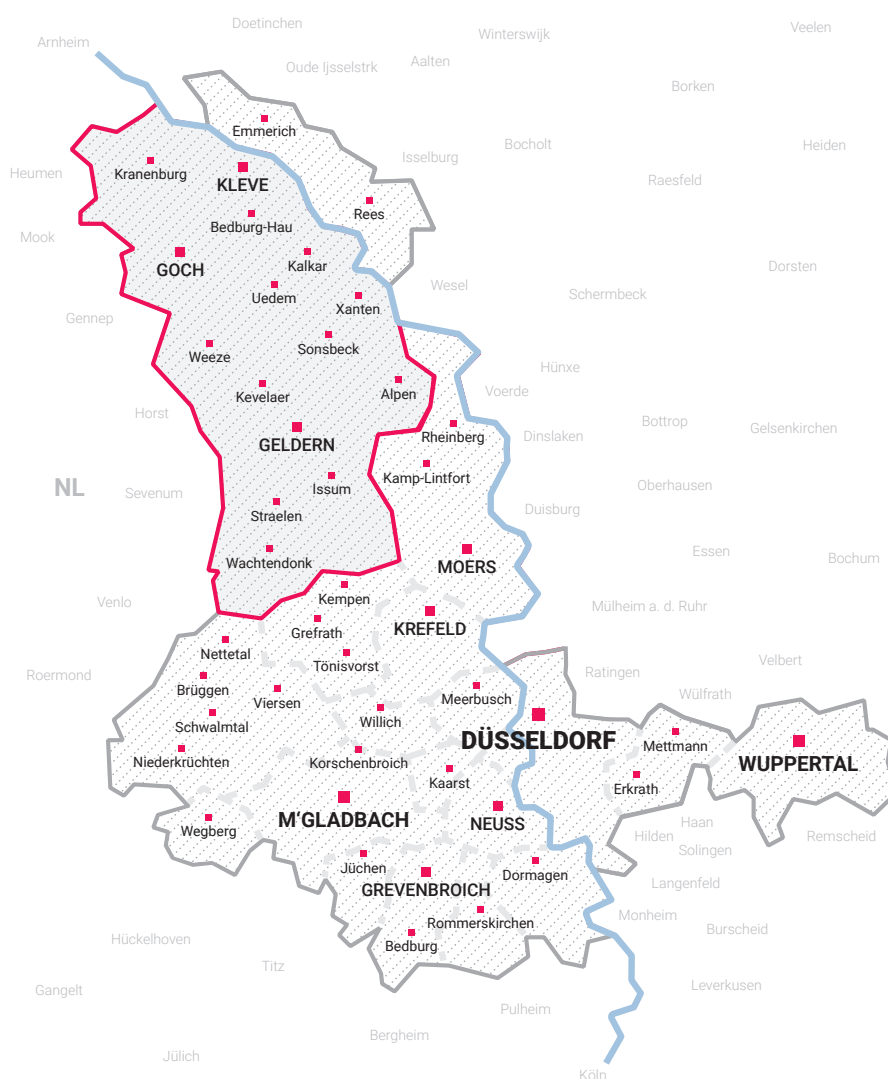 Doetinchen
Veelen
Winterswijk
Arnheim
Aalten
Oude Ijsselstrk
Borken
Emmerich
Bocholt
Heiden
Isselburg
Kranenburg
Heumen
KLEVE
Raesfeld
Rees
Bedburg-Hau
Mook
Kalkar
Dorsten
GOCH
Wesel
Schermbeck
Uedem
Xanten
Gennep
Sonsbeck
Weeze
Hünxe
Voerde
Kevelaer
Alpen
Horst
Bottrop
Gelsenkirchen
Rheinberg
Dinslaken
GELDERN
Kamp-Lintfort
Oberhausen
NL
Sevenum
Issum
Duisburg
Straelen
Essen
Bochum
Wachtendonk
MOERS
Kempen
Venlo
Mülheim a. d. Ruhr
KREFELD
Grefrath
Nettetal
Velbert
Tönisvorst
Ratingen
Roermond
Brüggen
Wülfrath
Viersen
Meerbusch
Schwalmtal
Willich
DÜSSELDORF
Mettmann
Niederkrüchten
Korschenbroich
WUPPERTAL
Kaarst
Erkrath
M‘GLADBACH
NEUSS
Haan
Wegberg
Hilden
Remscheid
Solingen
Jüchen
Dormagen
Langenfeld
GREVENBROICH
Monheim
Rommerskirchen
Burscheid
Hückelhoven
Bedburg
Titz
Leverkusen
Gangelt
Pulheim
Bergheim
Jülich
Köln